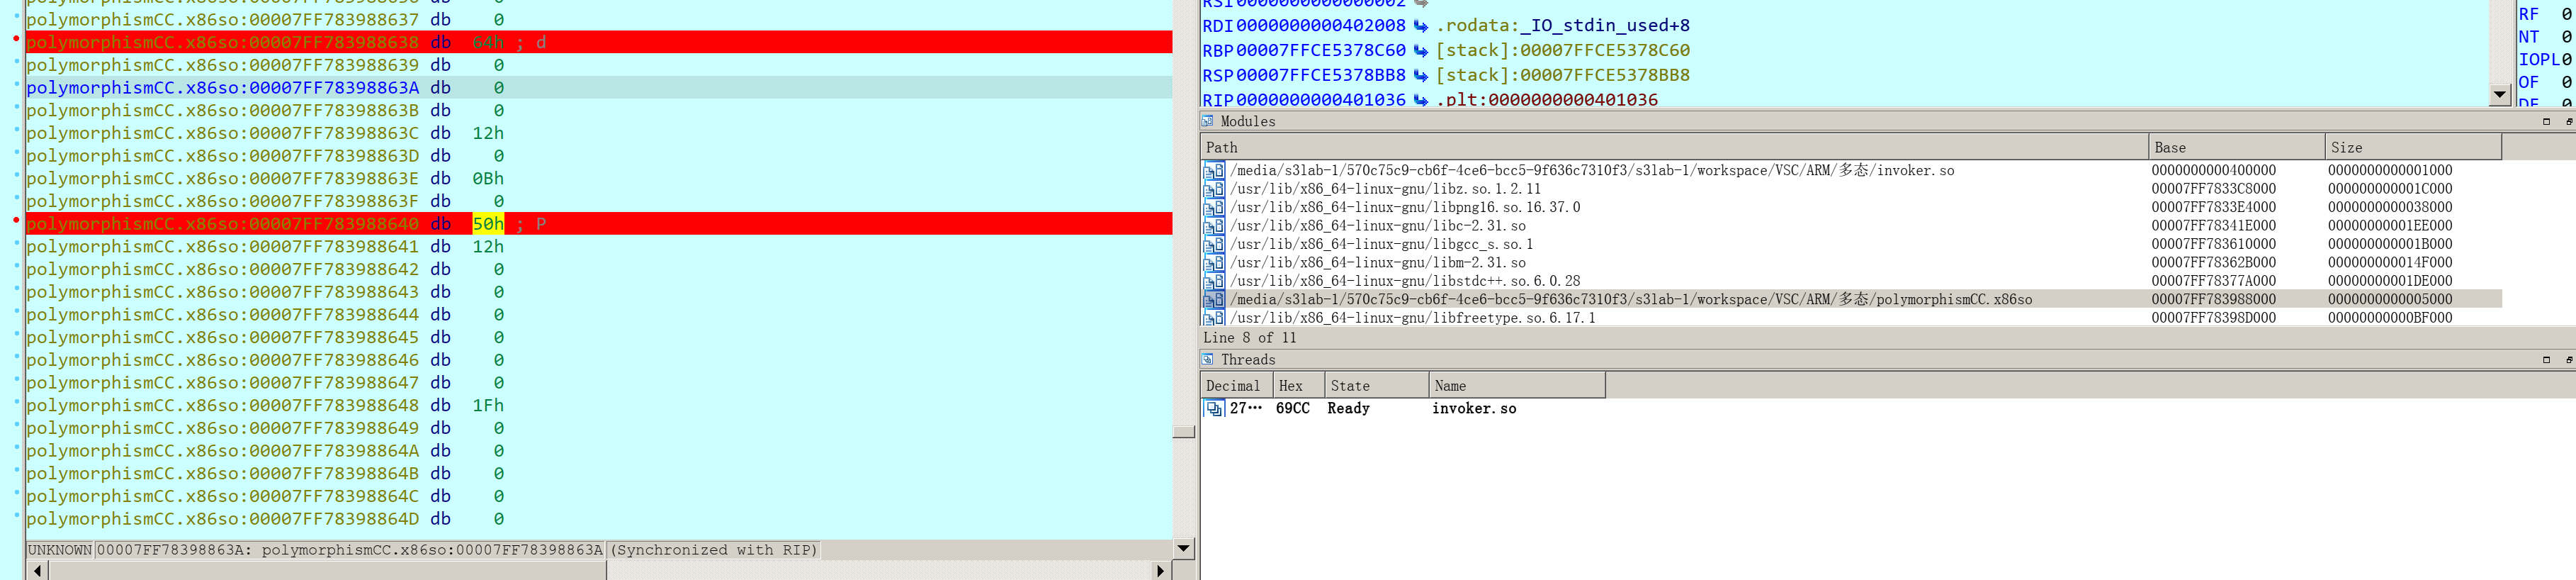 polymorphismCC.x86so:00007FF783988637 db 0
polymorphismCC.x86so:00007FF783988638 db 64h ; d
polymorphismCC.x86so:00007FF783988639 db 0
polymorphismCC.x86so:00007FF78398863A db 0
polymorphismCC.x86so:00007FF78398863B db 0
polymorphismCC.x86so:00007FF78398863C db 12h
polymorphismCC.x86so:00007FF78398863D db 0
polymorphismCC.x86so:00007FF78398863E db 0Bh
polymorphismCC.x86so:00007FF78398863F db 0
polymorphismCC.x86so:00007FF783988640 db 50h ; P
polymorphismCC.x86so:00007FF783988641 db 12h
polymorphismCC.x86so:00007FF783988642 db 0
polymorphismCC.x86so:00007FF783988643 db 0
polymorphismCC.x86so:00007FF783988644 db 0
polymorphismCC.x86so:00007FF783988645 db 0
polymorphismCC.x86so:00007FF783988646 db 0
polymorphismCC.x86so:00007FF783988647 db 0
polymorphismCC.x86so:00007FF783988648 db 1Fh
polymorphismCC.x86so:00007FF783988649 db 0
polymorphismCC.x86so:00007FF78398864A db 0
polymorphismCC.x86so:00007FF78398864B db 0
polymorphismCC.x86so:00007FF78398864C db 0
polymorphismCC.x86so:00007FF78398864D db 0
UNKNOWN 00007FF78398863A: polymorphismCC.x86so:00007FF78398863A (Synchronized with RIP)
RSI 0000000000000002
RDI 0000000000402008 .rodata:_IO_stdin_used+8
RBP 00007FFCE5378C60 [stack]:00007FFCE5378C60
RSP 00007FFCE5378BB8 [stack]:00007FFCE5378BB8
RIP 0000000000401036 .plt:0000000000401036
RF 0
NT 0
IOPL 0
OF 0
DF 0
Modules
Path Base Size
/media/s3lab-1/570c75c9-cb6f-4ce6-bcc5-9f636c7310f3/s3lab-1/workspace/VSC/ARM/多态/invoker.so 0000000000400000 0000000000001000
/usr/lib/x86_64-linux-gnu/libz.so.1.2.11 00007FF7833C8000 000000000001C000
/usr/lib/x86_64-linux-gnu/libpng16.so.16.37.0 00007FF7833E4000 0000000000038000
/usr/lib/x86_64-linux-gnu/libc-2.31.so 00007FF78341E000 00000000001EE000
/usr/lib/x86_64-linux-gnu/libgcc_s.so.1 00007FF783610000 000000000001B000
/usr/lib/x86_64-linux-gnu/libm-2.31.so 00007FF78362B000 000000000014F000
/usr/lib/x86_64-linux-gnu/libstdc++.so.6.0.28 00007FF78377A000 00000000001DE000
/media/s3lab-1/570c75c9-cb6f-4ce6-bcc5-9f636c7310f3/s3lab-1/workspace/VSC/ARM/多态/polymorphismCC.x86so 00007FF783988000 0000000000005000
/usr/lib/x86_64-linux-gnu/libfreetype.so.6.17.1 00007FF78398D000 00000000000BF000
Line 8 of 11
Threads
Decimal Hex State Name
27… 69CC Ready invoker.so